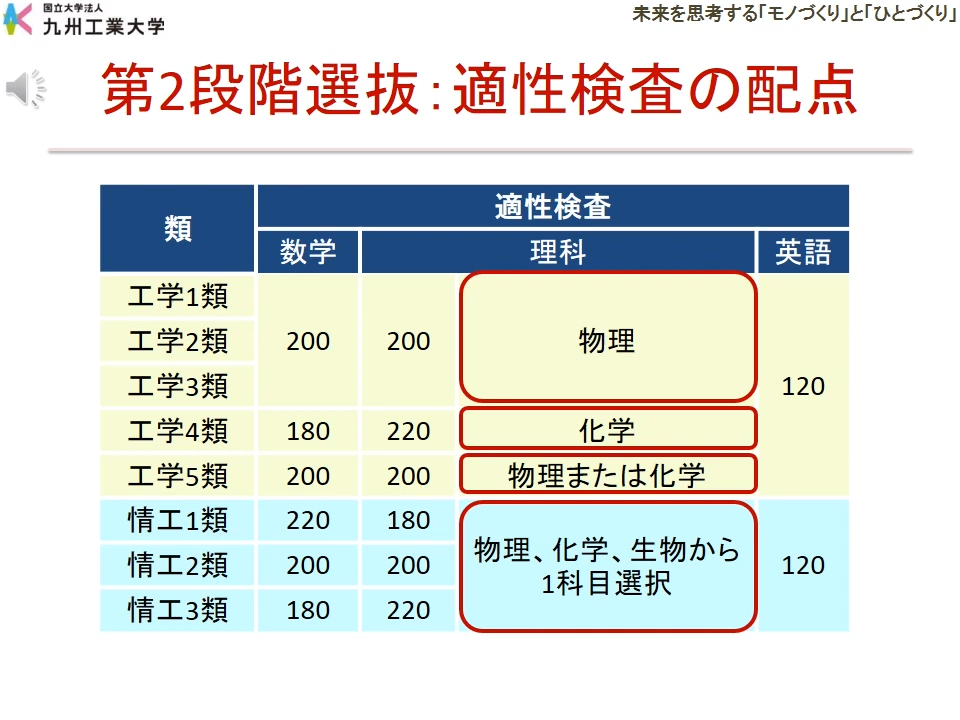 国立大学法人
九州工業大学
未来を思考する「モノづくり」と「ひとづくり」
第2段階選抜：適性検査の配点
類
適性検査
数学
理科
英語
工学1類
工学2類
工学3類
200
200
物理
120
工学4類
180
220
化学
工学5類
200
200
物理または化学
情工1類
220
180
物理、化学、生物から
1科目選択
120
情工2類
200
200
情工3類
180
220